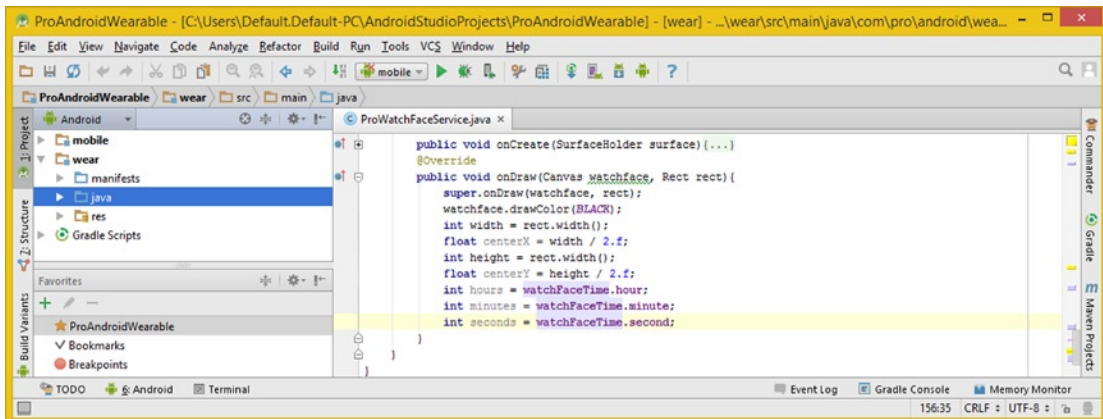 ProAndroidWearable - [C:\Users\Default.Default-PC\AndroidStudioProjects\ProAndroidWearable] - [wear] - ...\wear\src\main\java\com\pro\android\wea...
File Edit View Navigate Code Analyze Refactor Build Run Tools VCS Window Help
mobile
ProAndroidWearable wear src main java
Android
ProWatchFaceService.java
1: Project
Z: Structure
Build Variants
mobile
wear
manifests
java
res
Gradle Scripts
Favorites
ProAndroidWearable
Bookmarks
Breakpoints
public void onCreate(SurfaceHolder surface){...}
@Override
public void onDraw(Canvas watchface, Rect rect){
super.onDraw(watchface, rect);
watchface.drawColor(BLACK);
int width = rect.width();
float centerX = width / 2.f;
int height = rect.width();
float centerY = height / 2.f;
int hours = watchFaceTime.hour;
int minutes = watchFaceTime.minute;
int seconds = watchFaceTime.second;
}
}
}
Commander
Gradle
m Maven Projects
TODO 6: Android Terminal Event Log Gradle Console Memory Monitor
156:35 CRLF UTF-8